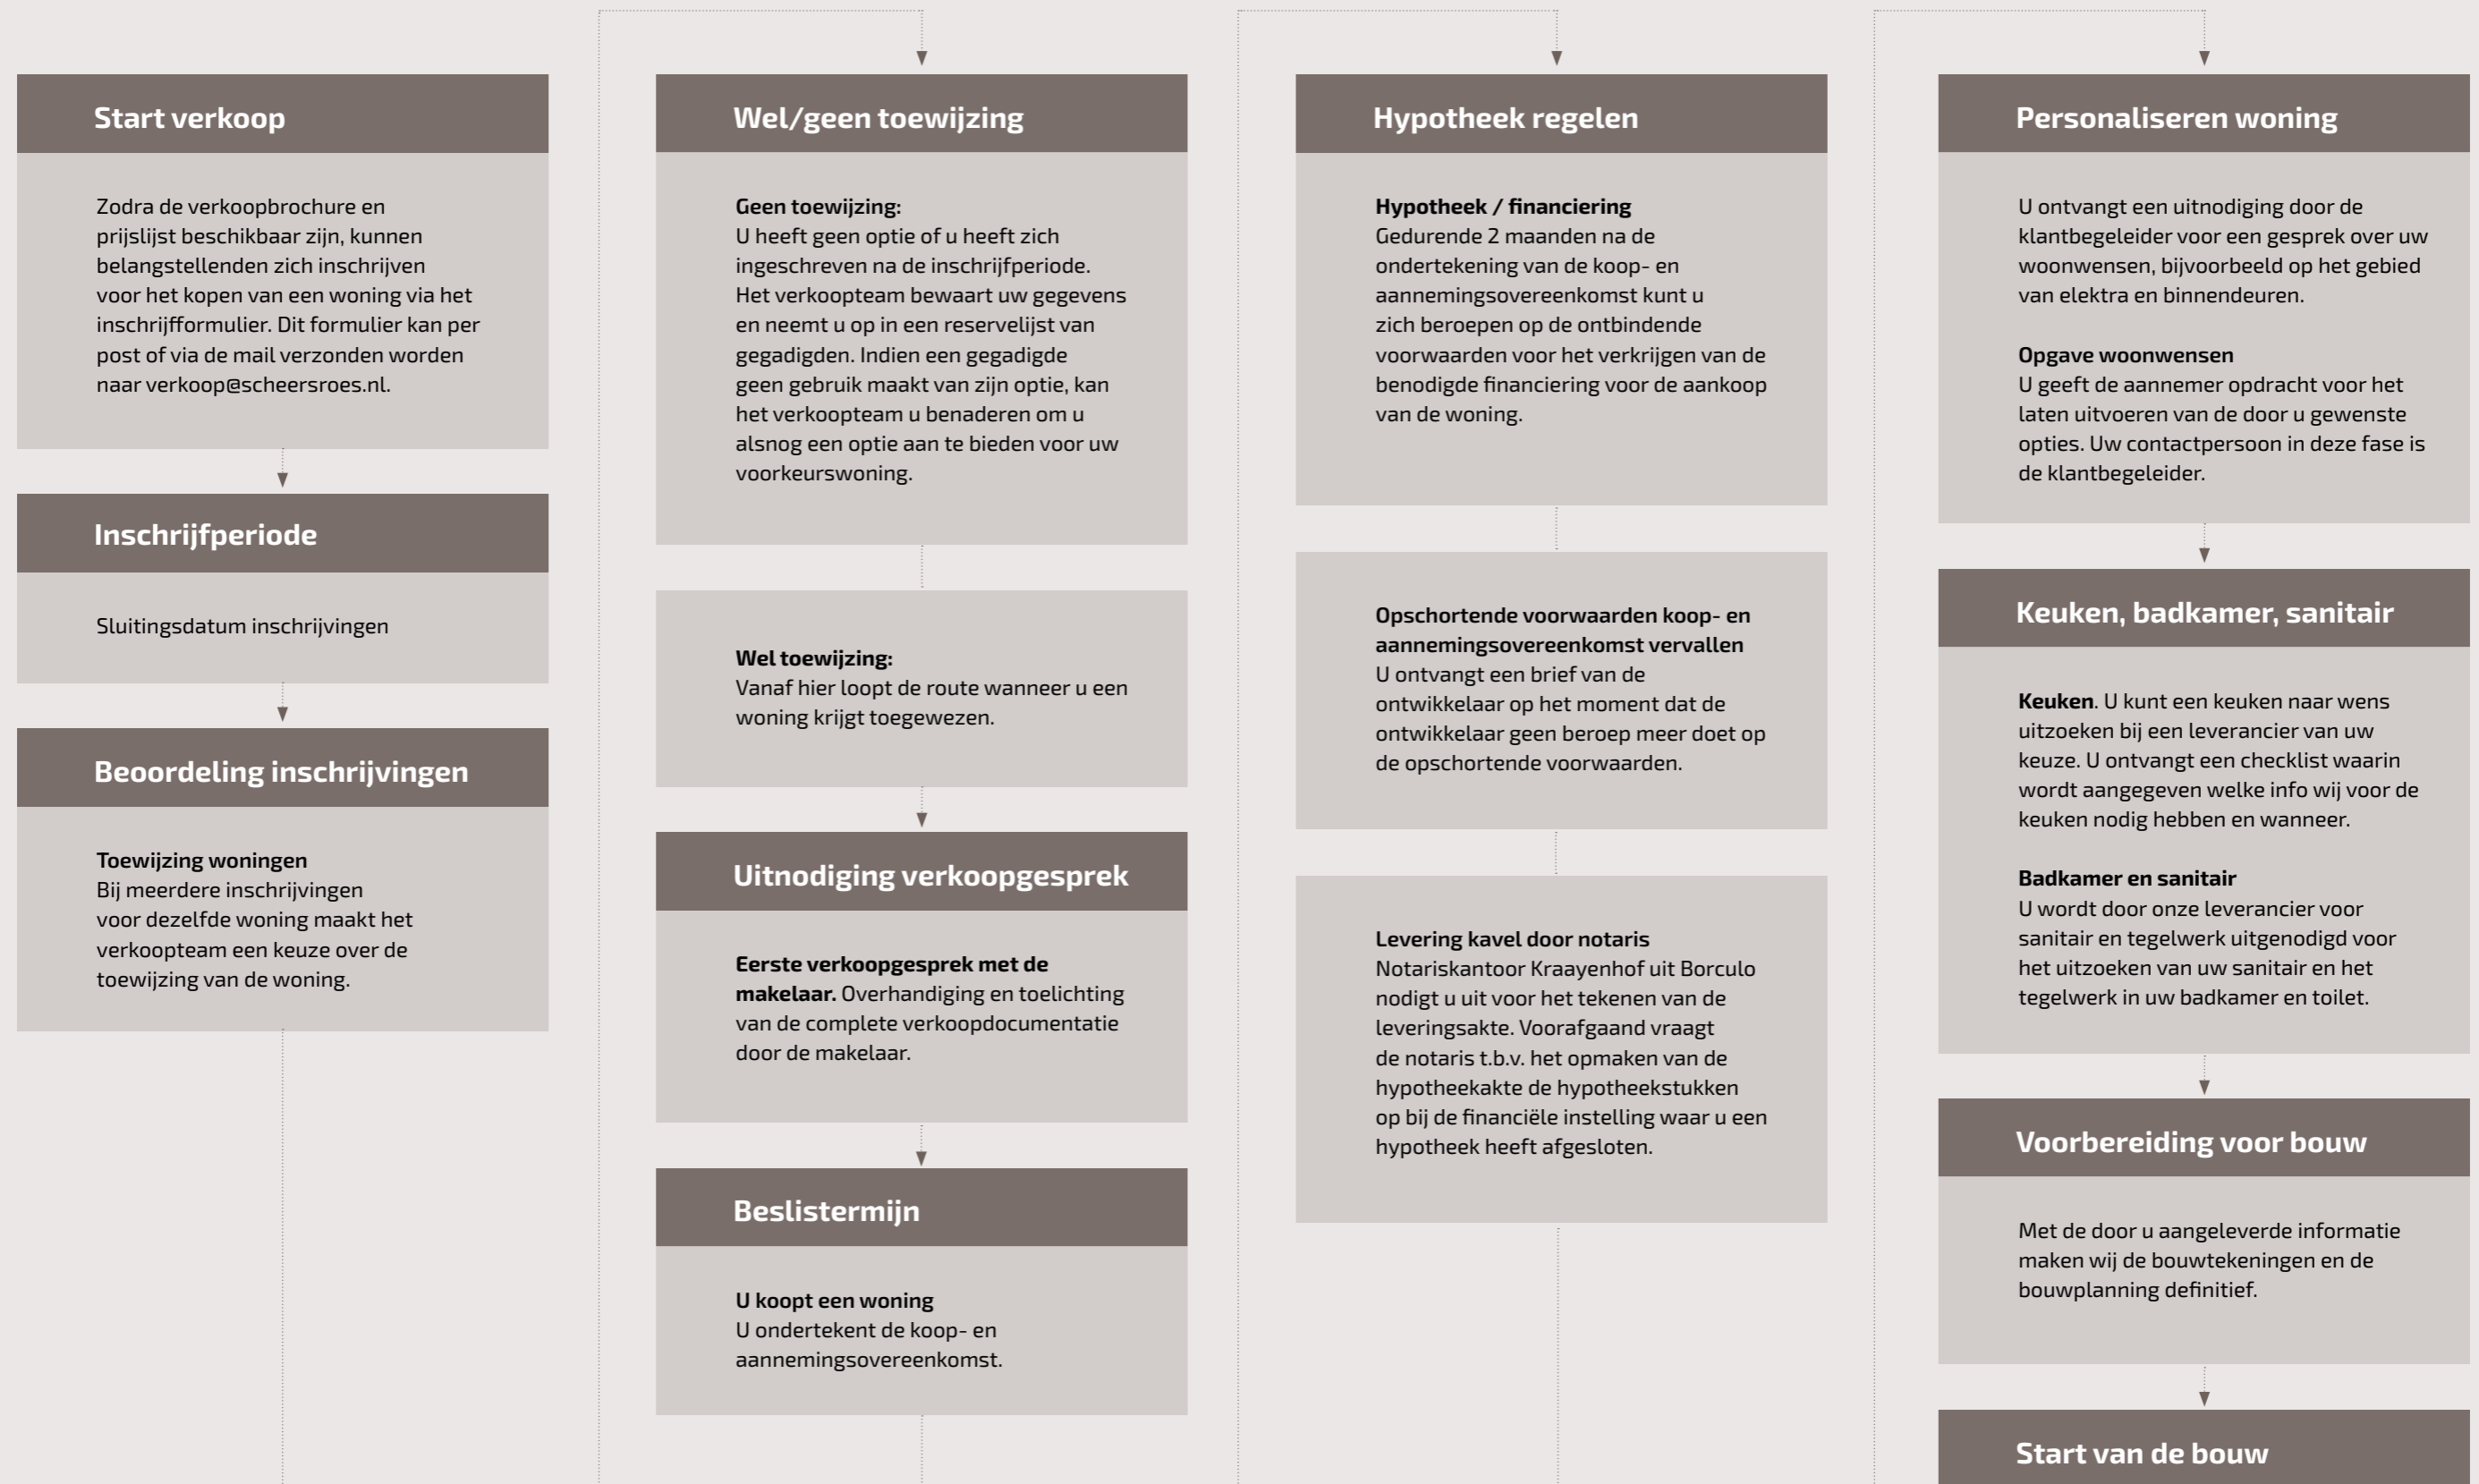 Start verkoop
Zodra de verkoopbrochure en
prijslijst beschikbaar zijn, kunnen
belangstellenden zich inschrijven
voor het kopen van een woning via het
inschrijfformulier. Dit formulier kan per
post of via de mail verzonden worden
naar verkoop@scheersroes.nl.
Inschrijfperiode
Sluitingsdatum inschrijvingen
Beoordeling inschrijvingen
Toewijzing woningen
Bij meerdere inschrijvingen
voor dezelfde woning maakt het
verkoopteam een keuze over de
toewijzing van de woning.
Wel/geen toewijzing
Geen toewijzing:
U heeft geen optie of u heeft zich
ingeschreven na de inschrijfperiode.
Het verkoopteam bewaart uw gegevens
en neemt u op in een reservelijst van
gegadigden. Indien een gegadigde
geen gebruik maakt van zijn optie, kan
het verkoopteam u benaderen om u
alsnog een optie aan te bieden voor uw
voorkeurswoning.
Wel toewijzing:
Vanaf hier loopt de route wanneer u een
woning krijgt toegewezen.
Uitnodiging verkoopgesprek
Eerste verkoopgesprek met de
makelaar. Overhandiging en toelichting
van de complete verkoopdocumentatie
door de makelaar.
Beslistermijn
U koopt een woning
U ondertekent de koop- en
aannemingsovereenkomst.
Hypotheek regelen
Hypotheek / financiering
Gedurende 2 maanden na de
ondertekening van de koop- en
aannemingsovereenkomst kunt u
zich beroepen op de ontbindende
voorwaarden voor het verkrijgen van de
benodigde financiering voor de aankoop
van de woning.
Opschortende voorwaarden koop- en
aannemingsovereenkomst vervallen
U ontvangt een brief van de
ontwikkelaar op het moment dat de
ontwikkelaar geen beroep meer doet op
de opschortende voorwaarden.
Levering kavel door notaris
Notariskantoor Kraayenhof uit Borculo
nodigt u uit voor het tekenen van de
leveringsakte. Voorafgaand vraagt
de notaris t.b.v. het opmaken van de
hypotheekakte de hypotheekstukken
op bij de financiële instelling waar u een
hypotheek heeft afgesloten.
Personaliseren woning
U ontvangt een uitnodiging door de
klantbegeleider voor een gesprek over uw
woonwensen, bijvoorbeeld op het gebied
van elektra en binnendeuren.
Opgave woonwensen
U geeft de aannemer opdracht voor het
laten uitvoeren van de door u gewenste
opties. Uw contactpersoon in deze fase is
de klantbegeleider.
Keuken, badkamer, sanitair
Keuken. U kunt een keuken naar wens
uitzoeken bij een leverancier van uw
keuze. U ontvangt een checklist waarin
wordt aangegeven welke info wij voor de
keuken nodig hebben en wanneer.
Badkamer en sanitair
U wordt door onze leverancier voor
sanitair en tegelwerk uitgenodigd voor
het uitzoeken van uw sanitair en het
tegelwerk in uw badkamer en toilet.
Voorbereiding voor bouw
Met de door u aangeleverde informatie
maken wij de bouwtekeningen en de
bouwplanning definitief.
Start van de bouw